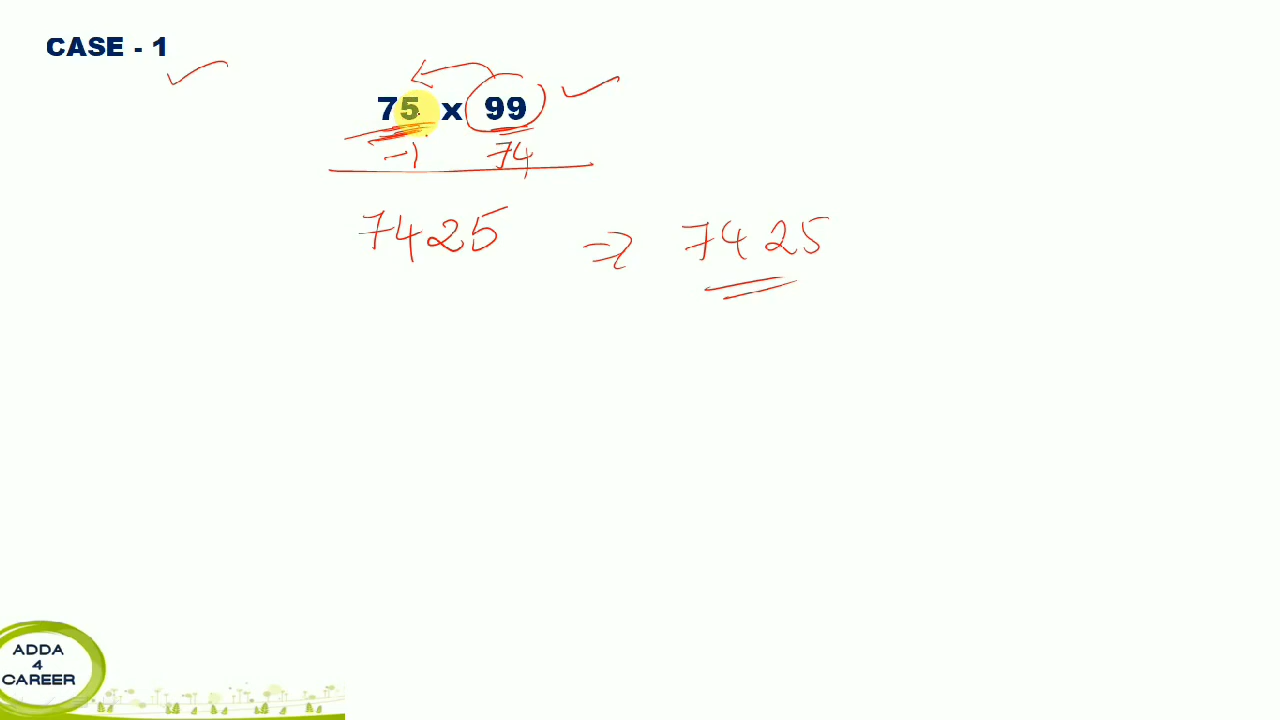 CASE - 1
75 x 99
-1 74
7425 ⇒ 7425
ADDA
4
CAREER